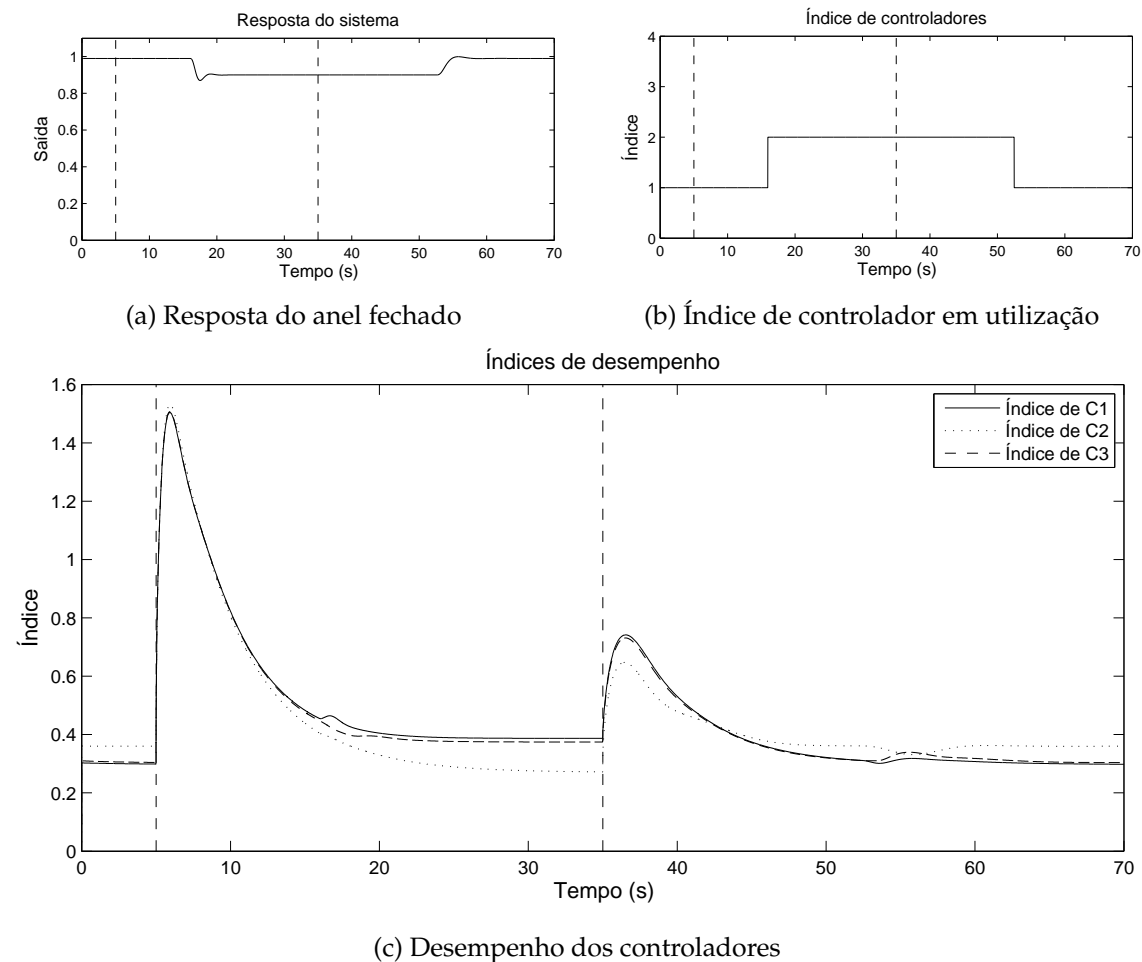 Resposta do sistema
Saída
1
0.8
0.6
0.4
0.2
0
0 10 20 30 40 50 60 70
Tempo (s)
(a) Resposta do anel fechado
Índice de controladores
Índice
4
3
2
1
0
0 10 20 30 40 50 60 70
Tempo (s)
(b) Índice de controlador em utilização
Índices de desempenho
Índice
1.6
1.4
1.2
1
0.8
0.6
0.4
0.2
0
Índice de C1
Índice de C2
Índice de C3
0 10 20 30 40 50 60 70
Tempo (s)
(c) Desempenho dos controladores